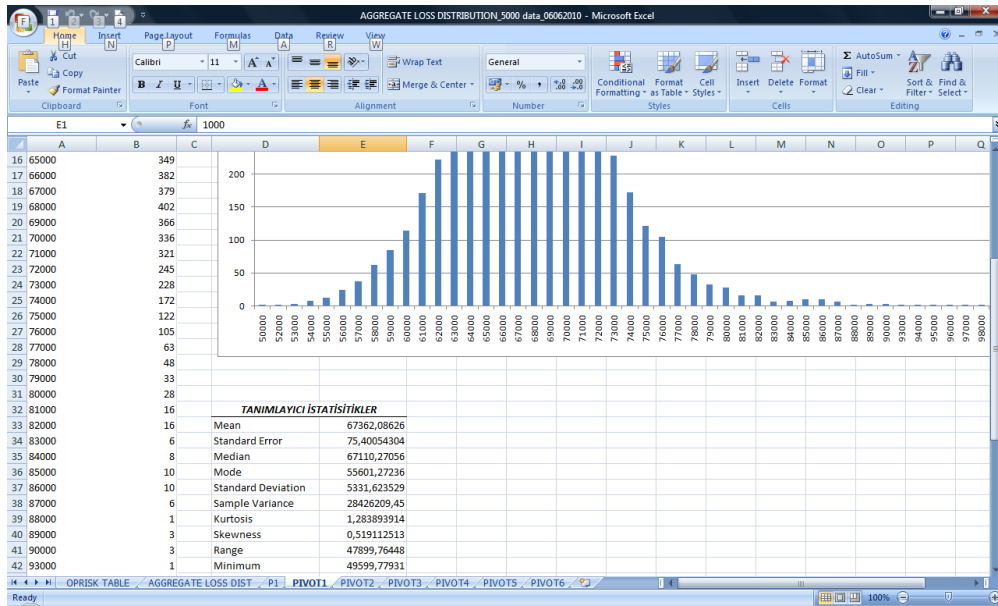 AGGREGATE LOSS DISTRIBUTION_5000 data_06062010 - Microsoft Excel
1 2 3 4
F
Home Insert Page Layout Formulas Data Review View
H N P M A R W
Paste
Cut
Copy
Format Painter
Clipboard
Calibri 11 A A
B I U A
Font
Wrap Text
Merge & Center
Alignment
General
% , ,0 ,00 ,00 ,0
Number
Conditional Formatting
Format as Table
Cell Styles
Styles
Insert Delete Format
Cells
Σ AutoSum
Fill
Clear
Sort & Filter
Find & Select
Editing
E1 fx 1000
A B C D E F G H I J K L M N O P Q
16 65000 349
17 66000 382
18 67000 379
19 68000 402
20 69000 366
21 70000 336
22 71000 321
23 72000 245
24 73000 228
25 74000 172
26 75000 122
27 76000 105
28 77000 63
29 78000 48
30 79000 33
31 80000 28
32 81000 16
33 82000 16
34 83000 6
35 84000 8
36 85000 10
37 86000 10
38 87000 6
39 88000 1
40 89000 3
41 90000 3
42 93000 1
200
150
100
50
0
50000 52000 53000 54000 55000 56000 57000 58000 59000 60000 61000 62000 63000 64000 65000 66000 67000 68000 69000 70000 71000 72000 73000 74000 75000 76000 77000 78000 79000 80000 81000 82000 83000 84000 85000 86000 87000 88000 89000 90000 93000 94000 95000 96000 97000 98000
TANIMLAYICI İSTATİSİTİKLER
Mean 67362,08626
Standard Error 75,40054304
Median 67110,27056
Mode 55601,27236
Standard Deviation 5331,623529
Sample Variance 28426209,45
Kurtosis 1,283893914
Skewness 0,519112513
Range 47899,76448
Minimum 49599,77931
OPRISK TABLE AGGREGATE LOSS DIST P1 PIVOT1 PIVOT2 PIVOT3 PIVOT4 PIVOT5 PIVOT6
Ready 100%